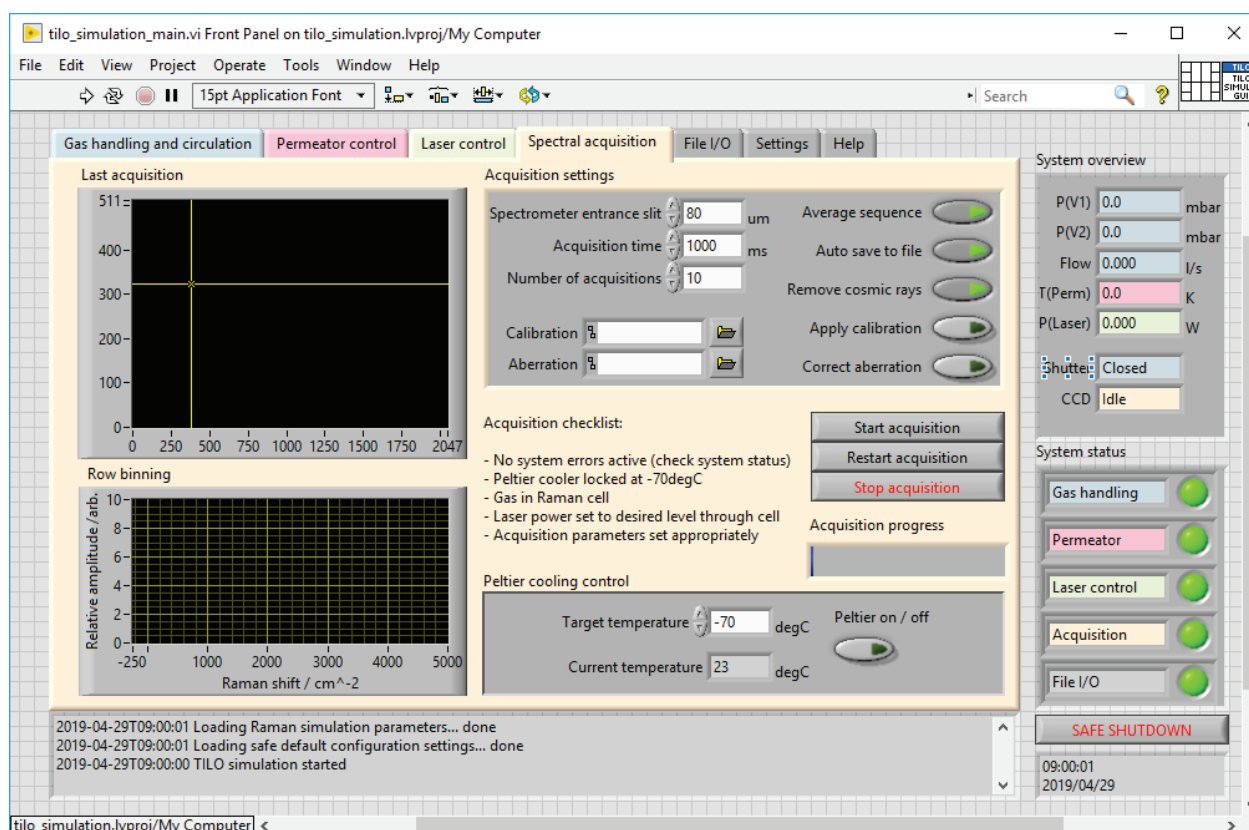 tilo_simulation_main.vi Front Panel on tilo_simulation.lvproj/My Computer
File Edit View Project Operate Tools Window Help
15pt Application Font
Search
TILO
SIMUL
GUI
Gas handling and circulation
Permeator control
Laser control
Spectral acquisition
File I/O
Settings
Help
Last acquisition
511
400
300
200
100
0
0 250 500 750 1000 1250 1500 1750 2047
Row binning
Relative amplitude /arb.
10
8
6
4
2
0
-250 1000 2000 3000 4000 5000
Raman shift / cm^-2
Acquisition settings
Spectrometer entrance slit 80 um
Acquisition time 1000 ms
Number of acquisitions 10
Calibration
Aberration
Average sequence
Auto save to file
Remove cosmic rays
Apply calibration
Correct aberration
Acquisition checklist:
- No system errors active (check system status)
- Peltier cooler locked at -70degC
- Gas in Raman cell
- Laser power set to desired level through cell
- Acquisition parameters set appropriately
Start acquisition
Restart acquisition
Stop acquisition
Acquisition progress
Peltier cooling control
Target temperature -70 degC
Current temperature 23 degC
Peltier on / off
System overview
P(V1) 0.0 mbar
P(V2) 0.0 mbar
Flow 0.000 l/s
T(Perm) 0.0 K
P(Laser) 0.000 W
Shutter Closed
CCD Idle
System status
Gas handling
Permeator
Laser control
Acquisition
File I/O
SAFE SHUTDOWN
09:00:01
2019/04/29
2019-04-29T09:00:01 Loading Raman simulation parameters... done
2019-04-29T09:00:01 Loading safe default configuration settings... done
2019-04-29T09:00:00 TILO simulation started
tilo_simulation.lvproj/My Computer